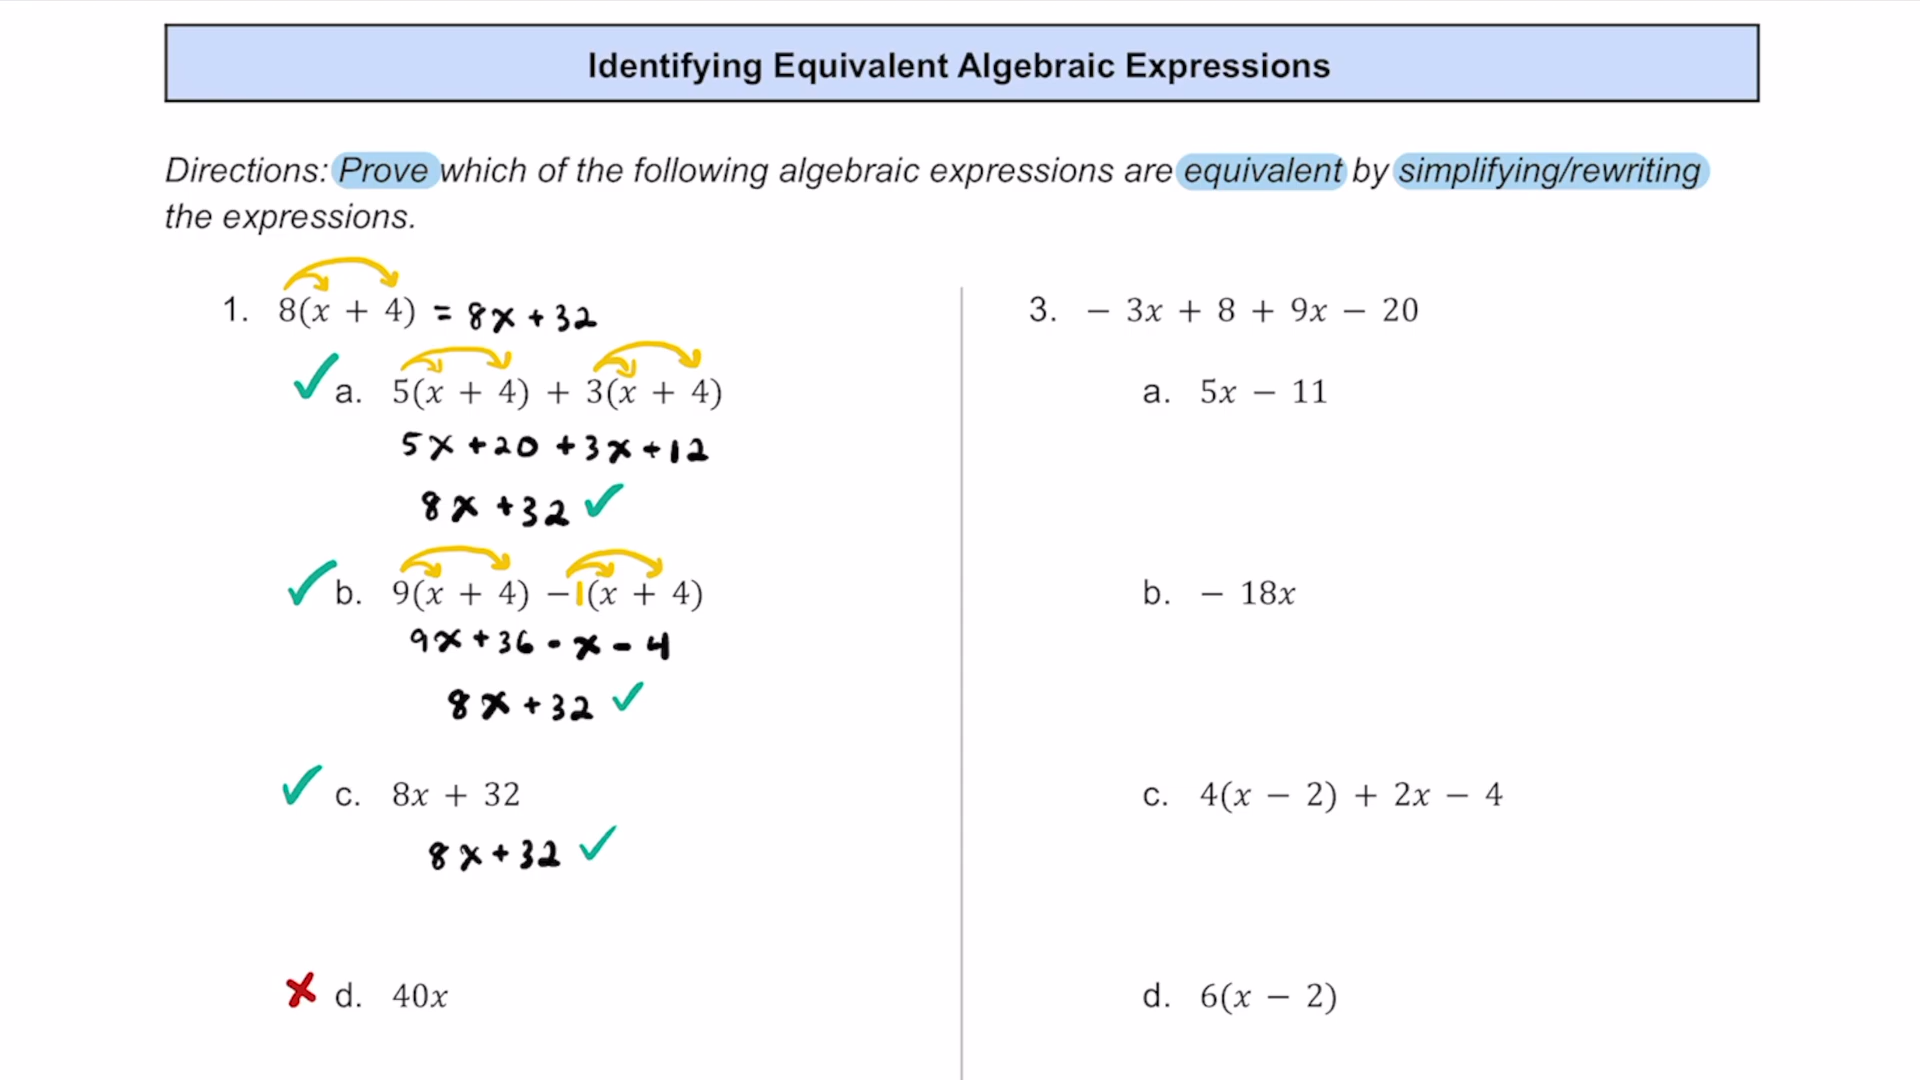 Identifying Equivalent Algebraic Expressions
Directions: Prove which of the following algebraic expressions are equivalent by simplifying/rewriting
the expressions.
1. 8(x + 4) = 8x + 32
✓ a. 5(x + 4) + 3(x + 4)
5x + 20 + 3x + 12
8x + 32 ✓
✓ b. 9(x + 4) − 1(x + 4)
9x + 36 - x - 4
8x + 32 ✓
✓ c. 8x + 32
8x + 32 ✓
✗ d. 40x
3. − 3x + 8 + 9x − 20
a. 5x − 11
b. − 18x
c. 4(x − 2) + 2x − 4
d. 6(x − 2)